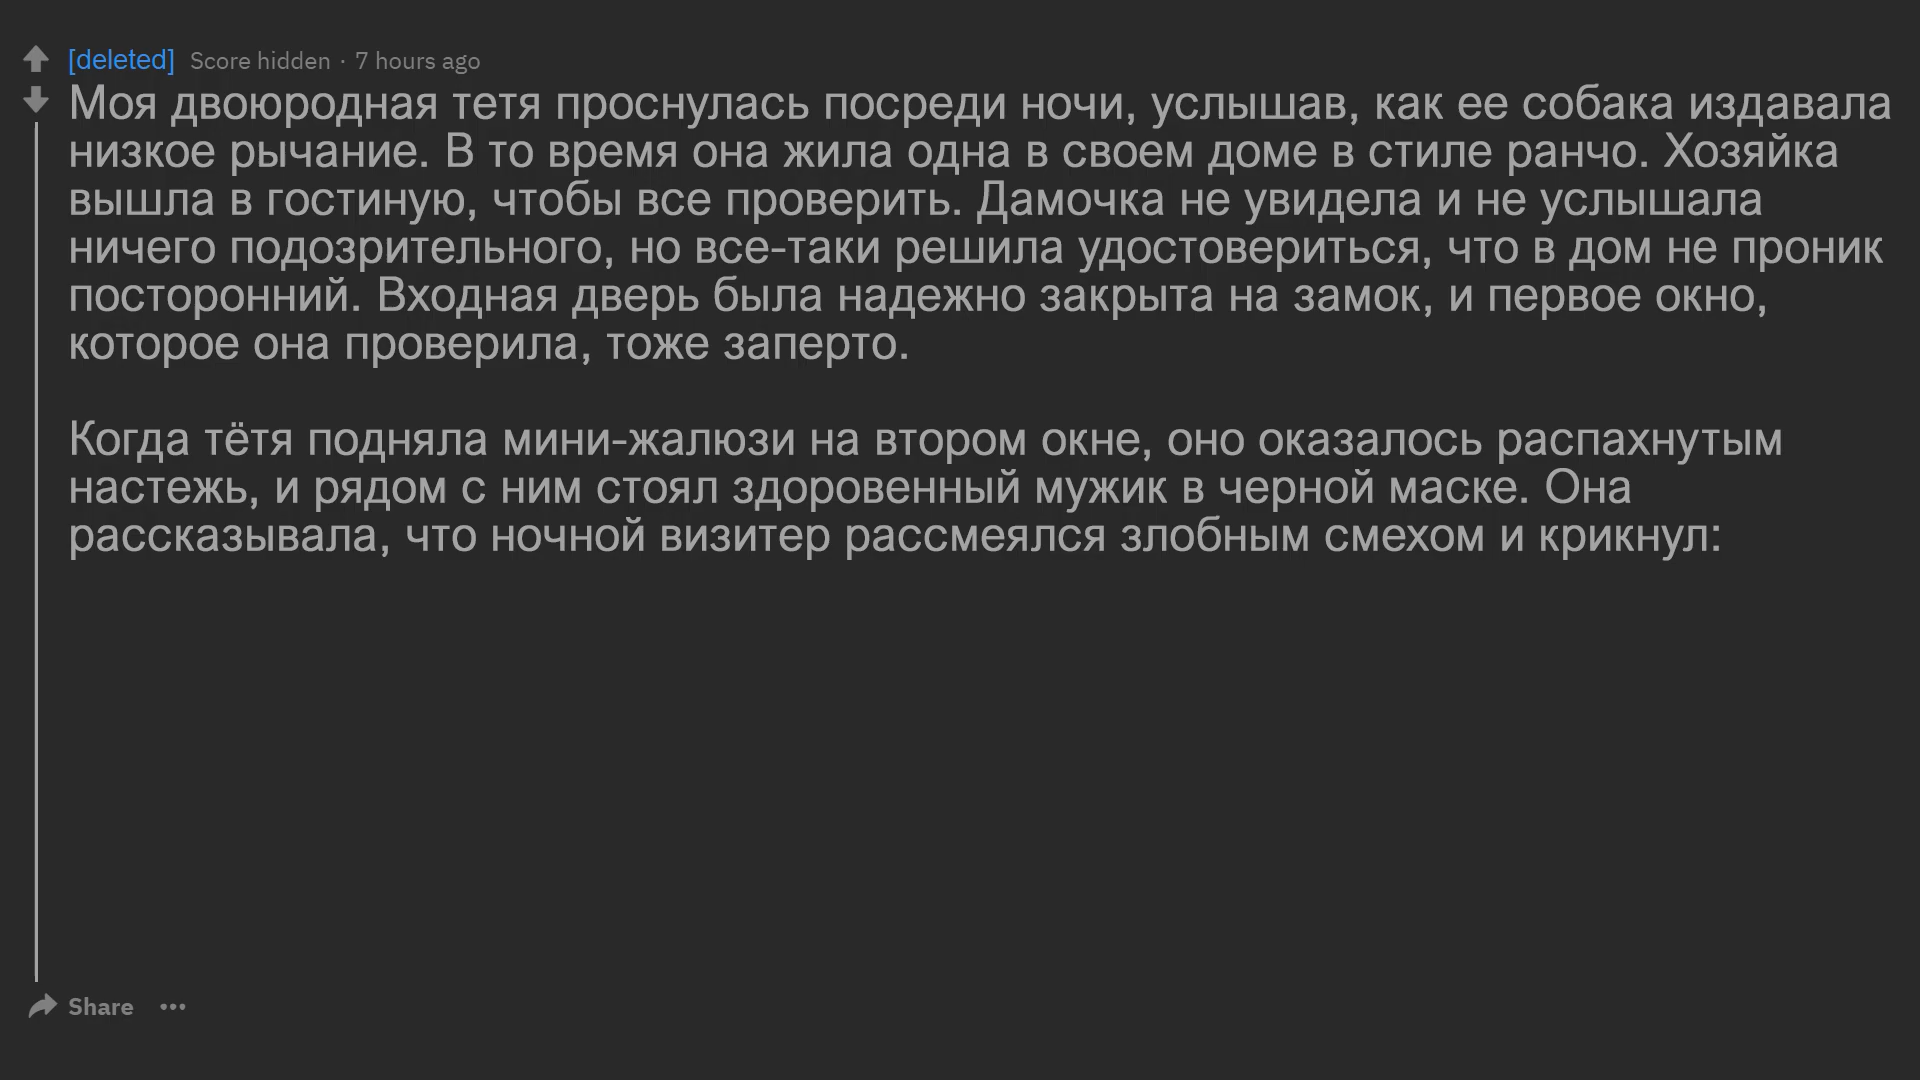 [deleted] Score hidden · 7 hours ago
Моя двоюродная тетя проснулась посреди ночи, услышав, как ее собака издавала
низкое рычание. В то время она жила одна в своем доме в стиле ранчо. Хозяйка
вышла в гостиную, чтобы все проверить. Дамочка не увидела и не услышала
ничего подозрительного, но все-таки решила удостовериться, что в дом не проник
посторонний. Входная дверь была надежно закрыта на замок, и первое окно,
которое она проверила, тоже заперто.
Когда тётя подняла мини-жалюзи на втором окне, оно оказалось распахнутым
настежь, и рядом с ним стоял здоровенный мужик в черной маске. Она
рассказывала, что ночной визитер рассмеялся злобным смехом и крикнул:
Share